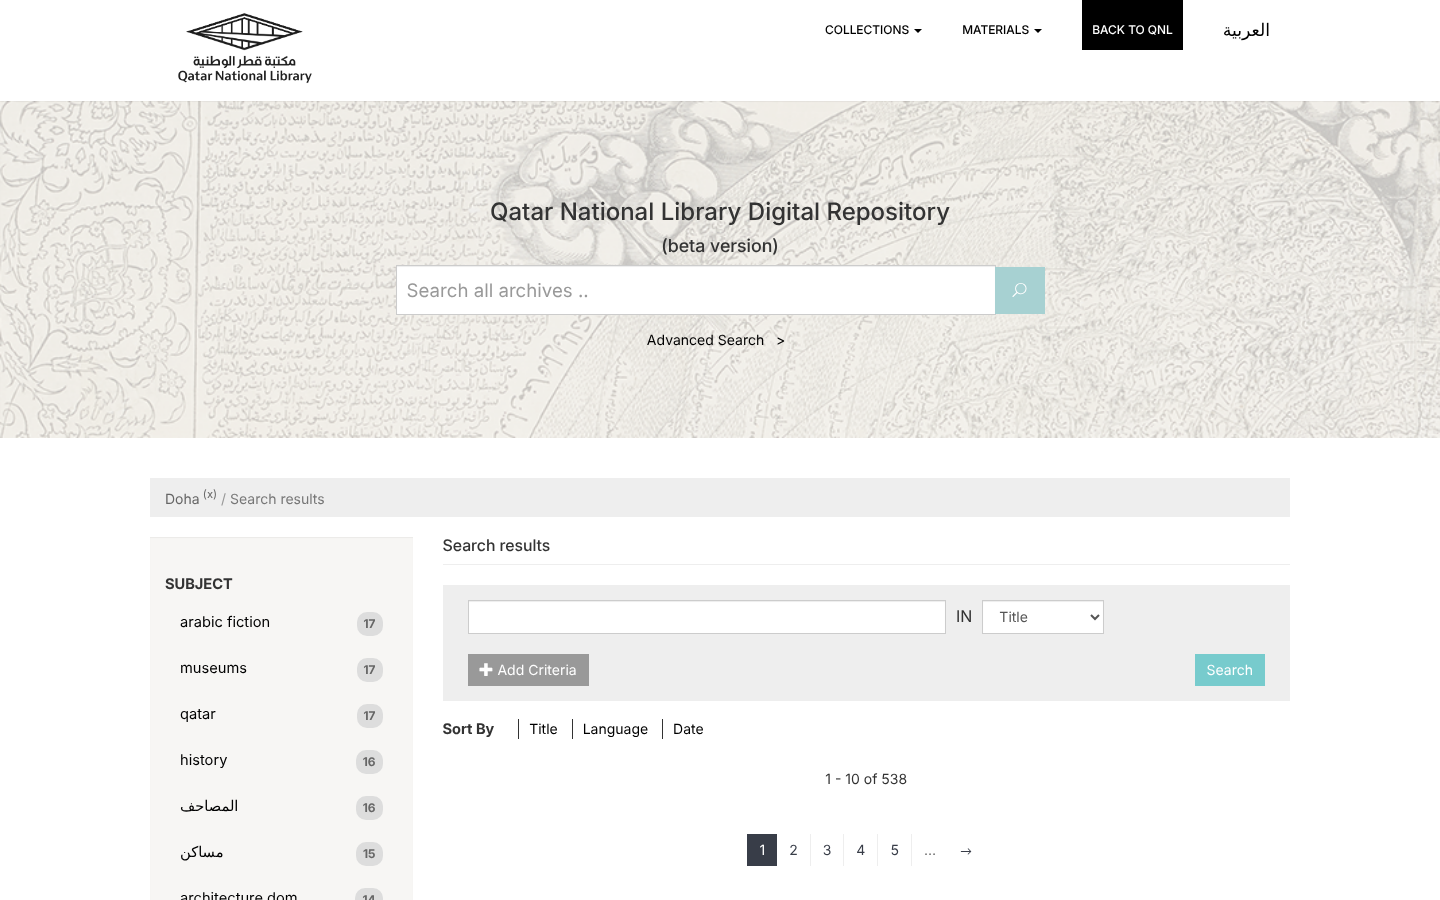 مكتبة قطر الوطنية
Qatar National Library
COLLECTIONS
MATERIALS
BACK TO QNL
العربية
Qatar National Library Digital Repository
(beta version)
Search all archives ..
Advanced Search >
Doha (x) / Search results
SUBJECT
arabic fiction 17
museums 17
qatar 17
history 16
المصاحف 16
مساكن 15
architecture dom 14
Search results
IN Title
Add Criteria
Search
Sort By Title Language Date
1 - 10 of 538
1 2 3 4 5 ... →